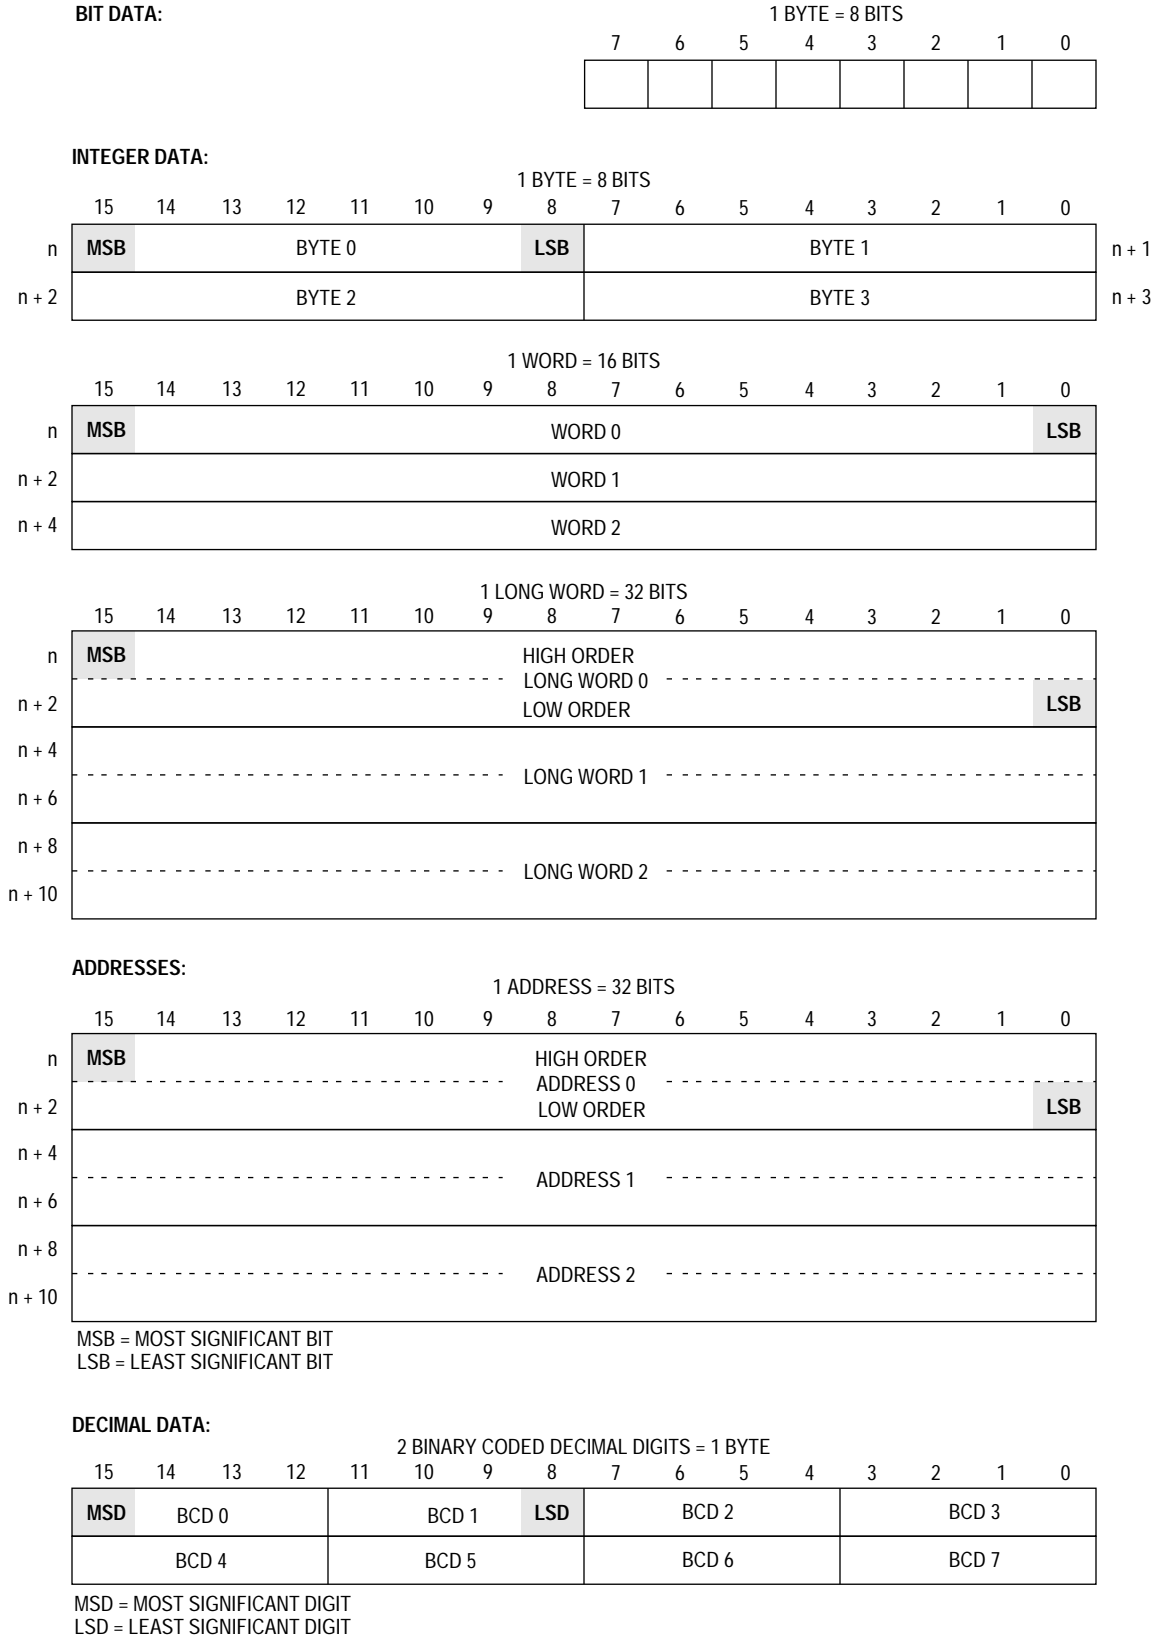 BIT DATA:
1 BYTE = 8 BITS
7 6 5 4 3 2 1 0
INTEGER DATA:
1 BYTE = 8 BITS
15 14 13 12 11 10 9 8 7 6 5 4 3 2 1 0
n MSB BYTE 0 LSB BYTE 1 n + 1
n + 2 BYTE 2 BYTE 3 n + 3
1 WORD = 16 BITS
15 14 13 12 11 10 9 8 7 6 5 4 3 2 1 0
n MSB WORD 0 LSB
n + 2 WORD 1
n + 4 WORD 2
1 LONG WORD = 32 BITS
15 14 13 12 11 10 9 8 7 6 5 4 3 2 1 0
n MSB HIGH ORDER
LONG WORD 0
n + 2 LOW ORDER LSB
n + 4
LONG WORD 1
n + 6
n + 8
LONG WORD 2
n + 10
ADDRESSES:
1 ADDRESS = 32 BITS
15 14 13 12 11 10 9 8 7 6 5 4 3 2 1 0
n MSB HIGH ORDER
ADDRESS 0
n + 2 LOW ORDER LSB
n + 4
ADDRESS 1
n + 6
n + 8
ADDRESS 2
n + 10
MSB = MOST SIGNIFICANT BIT
LSB = LEAST SIGNIFICANT BIT
DECIMAL DATA:
2 BINARY CODED DECIMAL DIGITS = 1 BYTE
15 14 13 12 11 10 9 8 7 6 5 4 3 2 1 0
MSD BCD 0 BCD 1 LSD BCD 2 BCD 3
BCD 4 BCD 5 BCD 6 BCD 7
MSD = MOST SIGNIFICANT DIGIT
LSD = LEAST SIGNIFICANT DIGIT